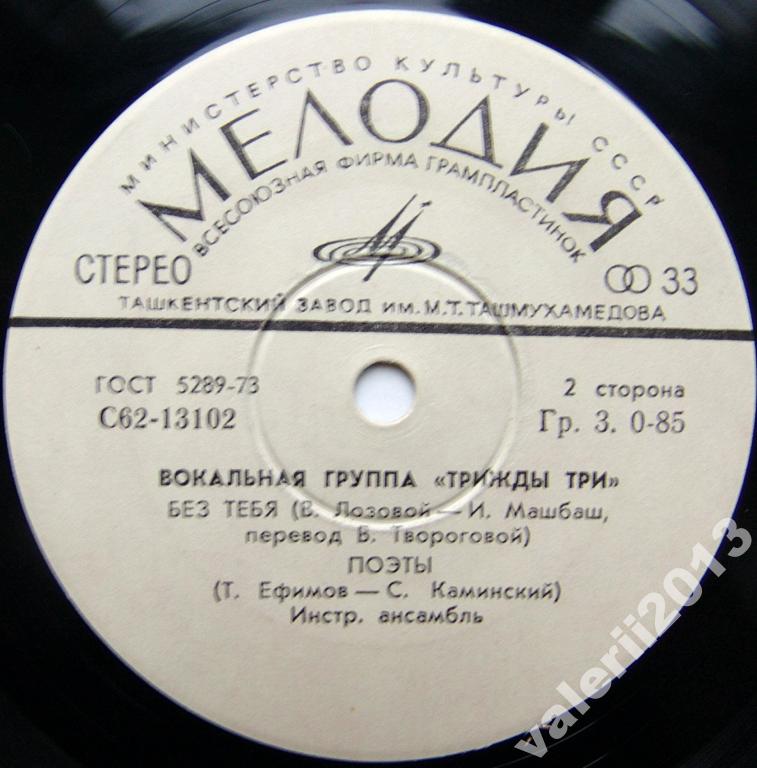 МИНИСТЕРСТВО КУЛЬТУРЫ СССР
МЕЛОДИЯ
ВСЕСОЮЗНАЯ ФИРМА ГРАМПЛАСТИНОК
СТЕРЕО 33
ТАШКЕНТСКИЙ ЗАВОД ИМ. М.Т. ТАШМУХАМЕДОВА
ГОСТ 5289-73 2 сторона
С62-13102 Гр. 3. 0-85
ВОКАЛЬНАЯ ГРУППА «ТРИЖДЫ ТРИ»
БЕЗ ТЕБЯ (В. Лозовой — И. Машбаш,
перевод В. Твороговой)
ПОЭТЫ
(Т. Ефимов — С. Каминский)
Инстр. ансамбль
valerii2013